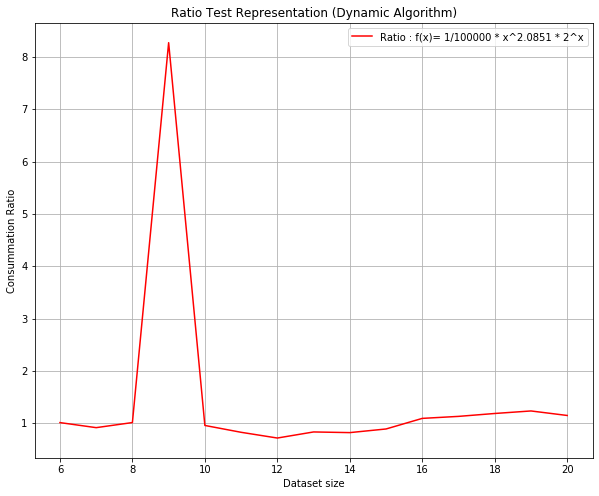 Ratio Test Representation (Dynamic Algorithm)
Ratio : f(x)= 1/100000 * x^2.0851 * 2^x
Consummation Ratio
8
7
6
5
4
3
2
1
6 8 10 12 14 16 18 20
Dataset size